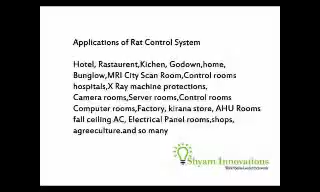 Applications of Rat Control System
Hotel, Rastaurent,Kichen, Godown,home,
Bunglow,MRI City Scan Room,Control rooms
hospitals,X Ray machine protections,
Camera rooms,Server rooms,Control rooms
Computer rooms,Factory, kirana store, AHU Rooms
fall ceiling AC, Electrical Panel rooms,shops,
agreeculture.and so many
Shyam Innovations